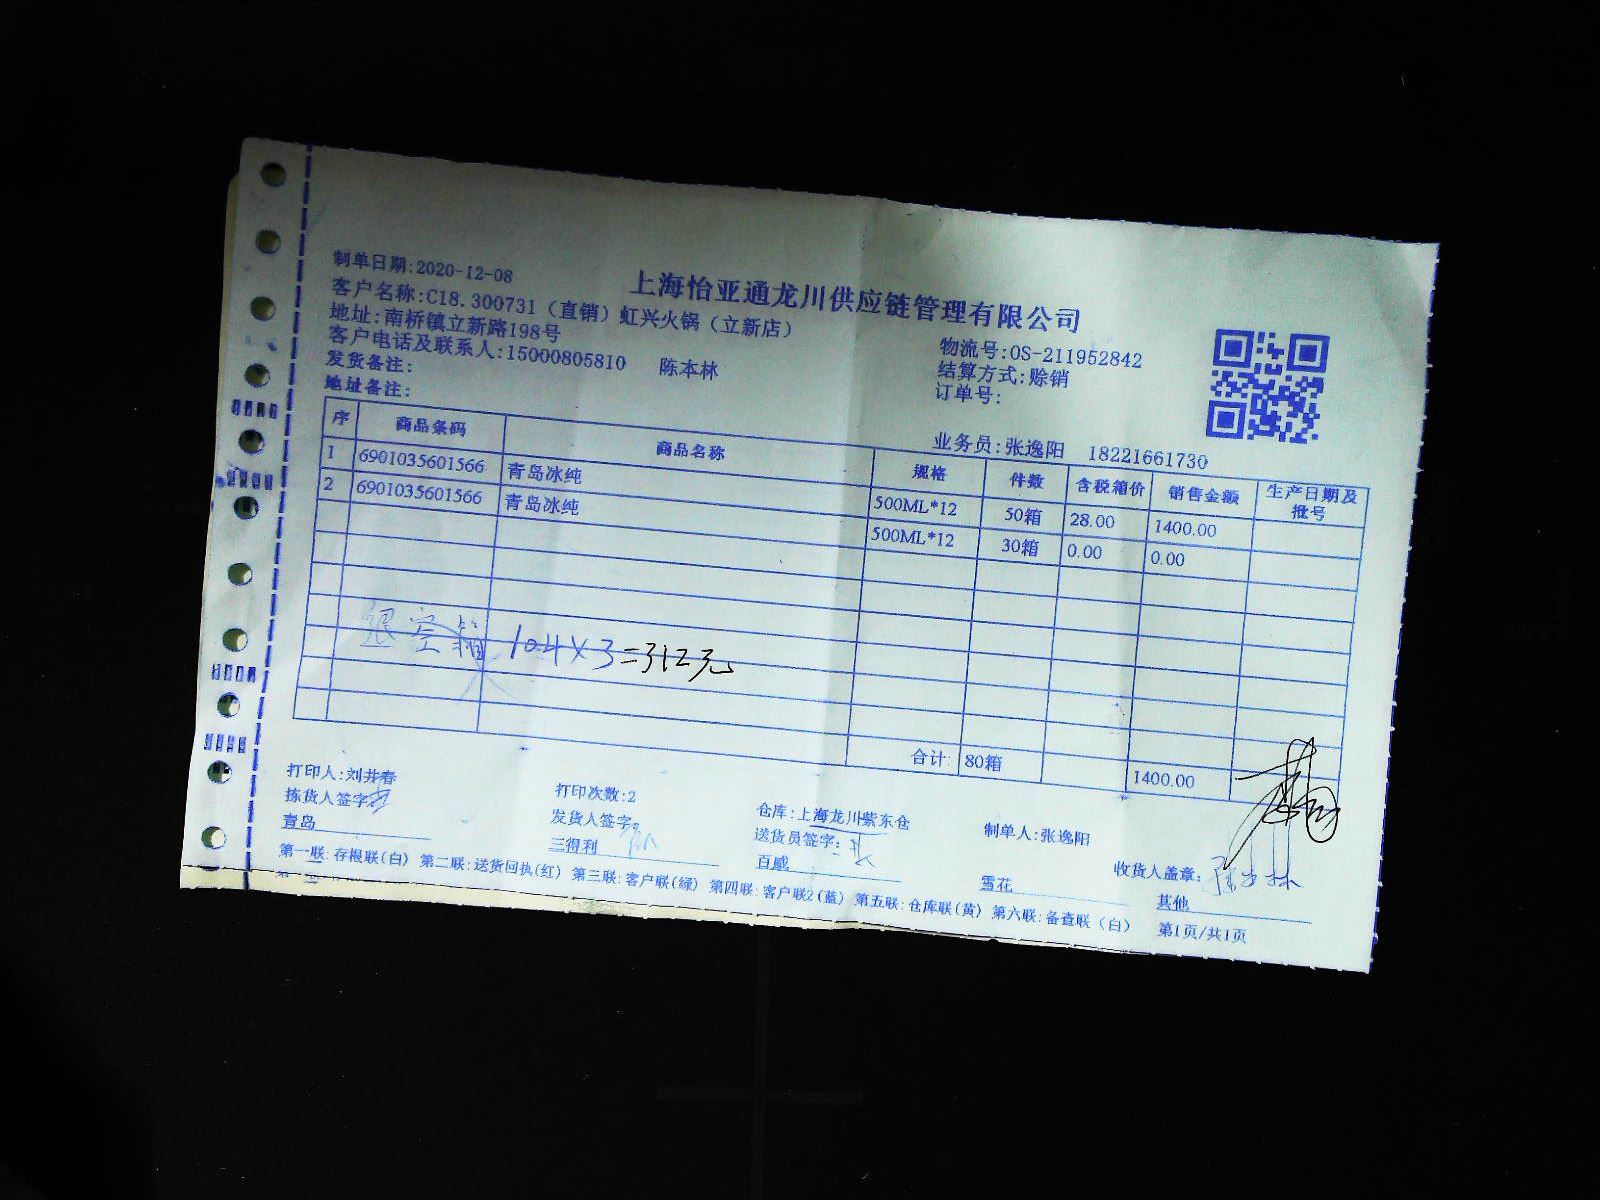 上海怡亚通龙川供应链管理有限公司
制单日期:2020-12-08
客户名称:C18.300731（直销）虹兴火锅（立新店）
地址:南桥镇立新路198号
客户电话及联系人:15000805810 陈本林
发货备注:
地址备注:
物流号:OS-211952842
结算方式:赊销
订单号:
业务员:张逸阳 18221661730
序 商品条码 商品名称 规格 件数 含税箱价 销售金额 生产日期及批号
1 6901035601566 青岛冰纯 500ML*12 50箱 28.00 1400.00
2 6901035601566 青岛冰纯 500ML*12 30箱 0.00 0.00
退空箱 104×3=312元
合计: 80箱 1400.00
打印人:刘井春 打印次数:2 仓库:上海龙川紫东仓 制单人:张逸阳
拣货人签字: 发货人签字: 送货员签字: 收货人盖章: 陈本林
青岛 三得利 百威 雪花 其他
第一联:存根联(白) 第二联:送货回执(红) 第三联:客户联(绿) 第四联:客户联2(蓝) 第五联:仓库联(黄) 第六联:备查联（白） 第1页/共1页